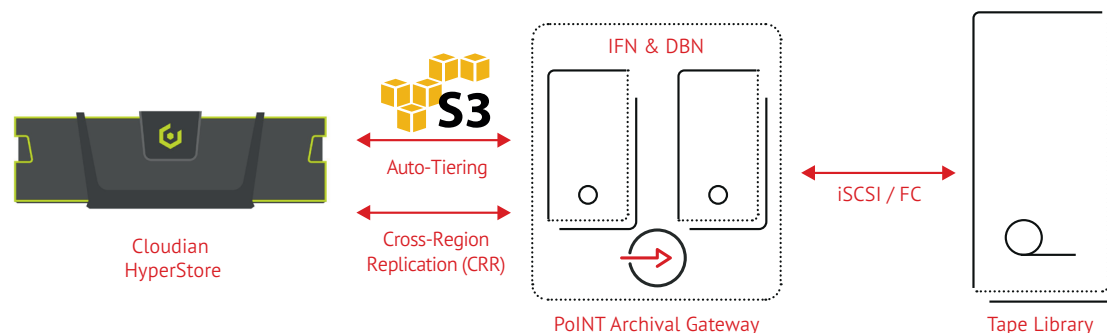 IFN & DBN
S3
Auto-Tiering
iSCSI / FC
Cross-Region
Replication (CRR)
Cloudian
HyperStore
PoINT Archival Gateway
Tape Library